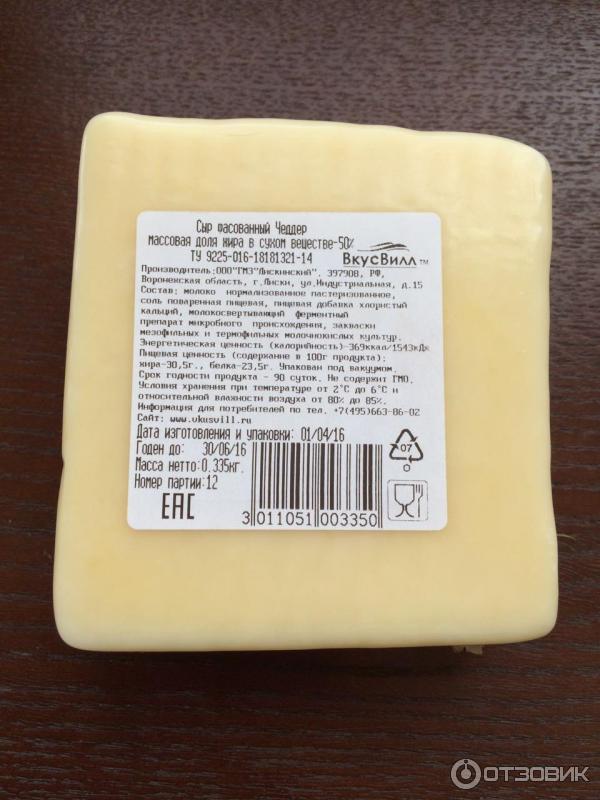 Сыр фасованный Чеддер
массовая доля жира в сухом веществе-50%
ТУ 9225-016-18181321-14
ВкусВилл™
Производитель:ООО"ГМЗ"Лискинский". 397908, РФ,
Воронежская область, г.Лиски, ул.Индустриальная, д.15
Состав: молоко нормализованное пастеризованное,
соль поваренная пищевая, пищевая добавка хлористый
кальций, молокосвертывающий ферментный
препарат микробного происхождения, закваски
мезофильных и термофильных молочнокислых культур.
Энергетическая ценность (калорийность)-369ккал/1543кДж
Пищевая ценность (содержание в 100г продукта):
жира-30,5г., белка-23,5г. Упакован под вакуумом.
Срок годности продукта - 90 суток. Не содержит ГМО.
Условия хранения при температуре от 2°С до 6°С и
относительной влажности воздуха от 80% до 85%.
Информация для потребителей по тел. +7(495)663-86-02
Сайт: www.vkusvill.ru
Дата изготовления и упаковки: 01/04/16
Годен до: 30/06/16
Масса нетто:0.335кг.
Номер партии:12
EAC
3 011051 003350
07
O
ОТЗОВИК